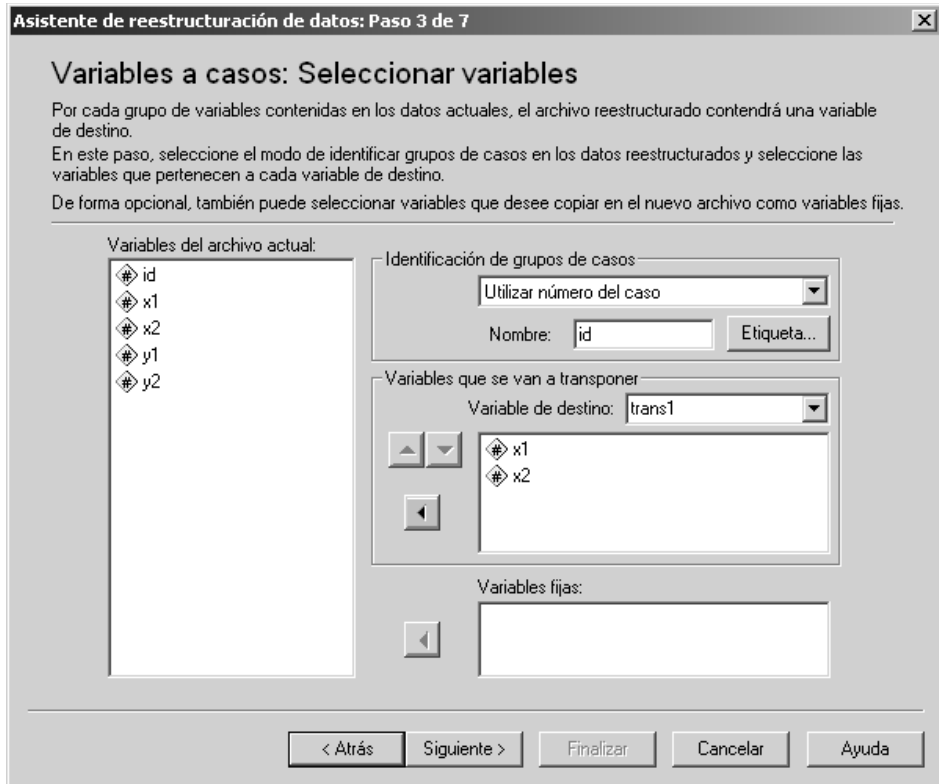 Asistente de reestructuración de datos: Paso 3 de 7
Variables a casos: Seleccionar variables
Por cada grupo de variables contenidas en los datos actuales, el archivo reestructurado contendrá una variable
de destino.
En este paso, seleccione el modo de identificar grupos de casos en los datos reestructurados y seleccione las
variables que pertenecen a cada variable de destino.
De forma opcional, también puede seleccionar variables que desee copiar en el nuevo archivo como variables fijas.
Variables del archivo actual:
id
x1
x2
y1
y2
Identificación de grupos de casos
Utilizar número del caso
Nombre: id Etiqueta...
Variables que se van a transponer
Variable de destino: trans1
x1
x2
Variables fijas:
< Atrás Siguiente > Finalizar Cancelar Ayuda